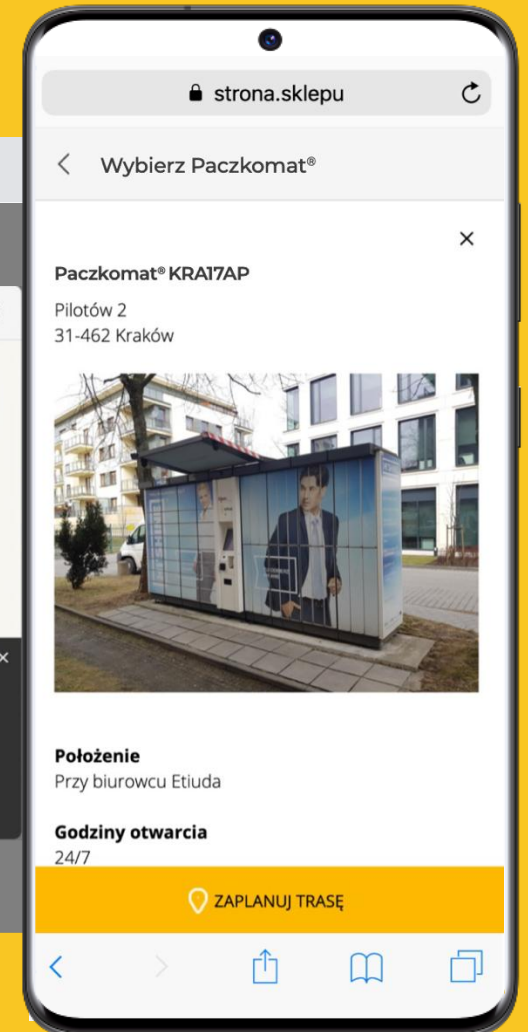 strona.sklepu
Wybierz Paczkomat®
Paczkomat® KRA17AP
Pilotów 2
31-462 Kraków
Położenie
Przy biurowcu Etiuda
Godziny otwarcia
24/7
ZAPLANUJ TRASĘ